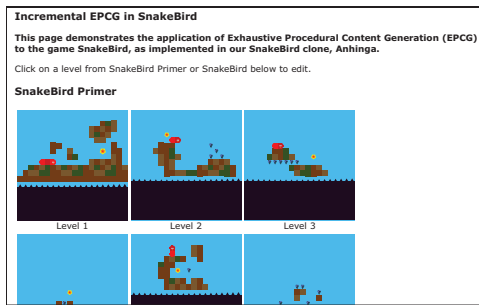 Incremental EPCG in SnakeBird
This page demonstrates the application of Exhaustive Procedural Content Generation (EPCG)
to the game SnakeBird, as implemented in our SnakeBird clone, Anhinga.
Click on a level from SnakeBird Primer or SnakeBird below to edit.
SnakeBird Primer
Level 1 Level 2 Level 3